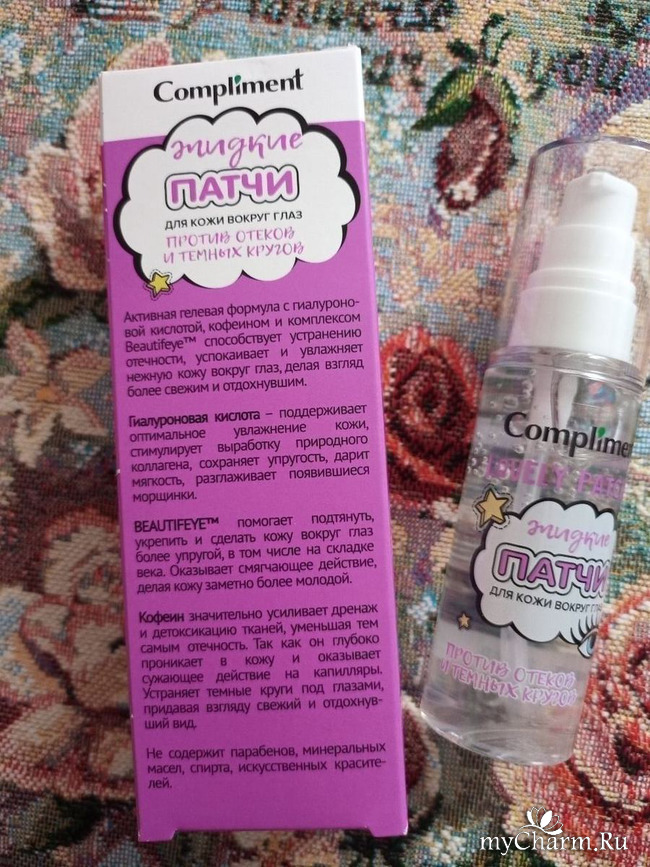 Compliment
жидкие
ПАТЧИ
ДЛЯ КОЖИ ВОКРУГ ГЛАЗ
ПРОТИВ ОТЕКОВ
И ТЕМНЫХ КРУГОВ
Активная гелевая формула с гиалуроно-
вой кислотой, кофеином и комплексом
Beautifeye™ способствует устранению
отечности, успокаивает и увлажняет
нежную кожу вокруг глаз, делая взгляд
более свежим и отдохнувшим.
Гиалуроновая кислота – поддерживает
оптимальное увлажнение кожи,
стимулирует выработку природного
коллагена, сохраняет упругость, дарит
мягкость, разглаживает появившиеся
морщинки.
BEAUTIFEYE™ помогает подтянуть,
укрепить и сделать кожу вокруг глаз
более упругой, в том числе на складке
века. Оказывает смягчающее действие,
делая кожу заметно более молодой.
Кофеин значительно усиливает дренаж
и детоксикацию тканей, уменьшая тем
самым отечность. Так как он глубоко
проникает в кожу и оказывает
сужающее действие на капилляры.
Устраняет темные круги под глазами,
придавая взгляду свежий и отдохнув-
ший вид.
Не содержит парабенов, минеральных
масел, спирта, искусственных красите-
лей.
Complimen
LOVELY PATC
жидкие
ПАТЧИ
ДЛЯ КОЖИ ВОКРУГ ГЛАЗ
ПРОТИВ ОТЕКОВ
И ТЕМНЫХ КРУГОВ
myCharm.Ru